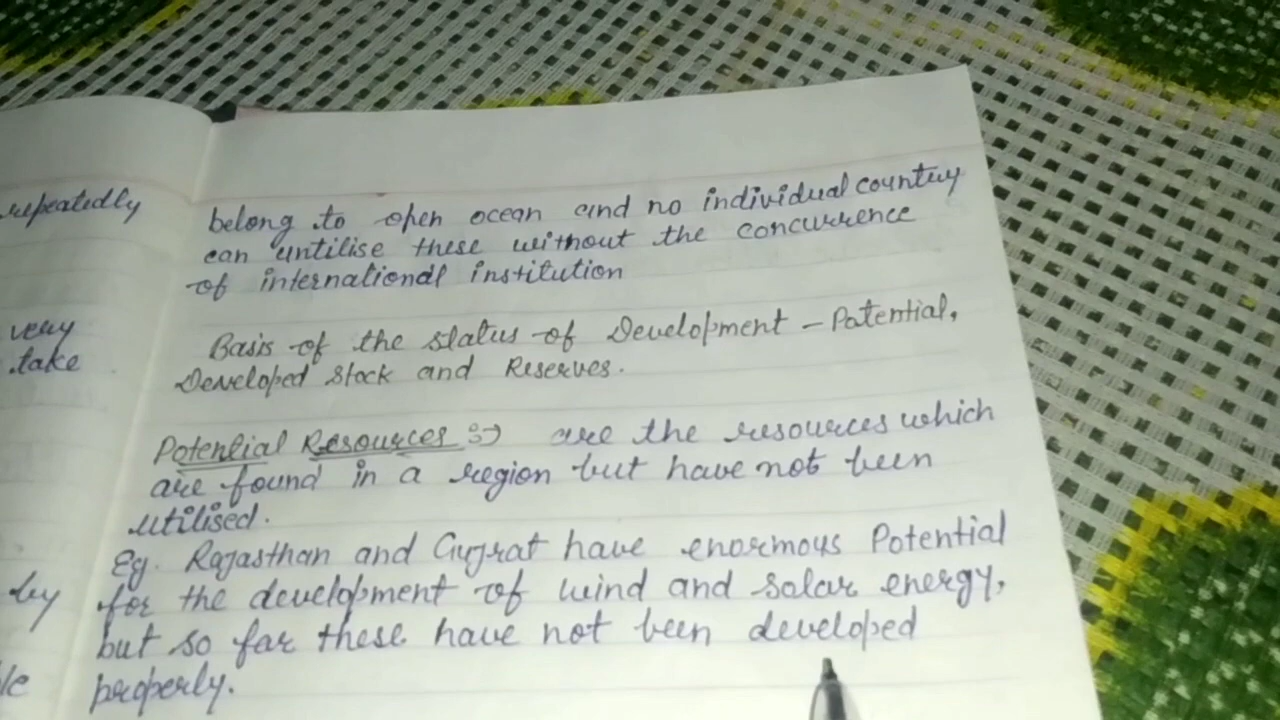 repeatedly
very
take
by
le
belong to open ocean and no individual country
can untilise these without the concurrence
of international institution
Basis of the status of Development - Potential,
Developed Stock and Reserves.
Potential Resources :-> are the resources which
are found in a region but have not been
utilised.
Eg. Rajasthan and Gujrat have enormous Potential
for the development of wind and solar energy,
but so far these have not been developed
properly.